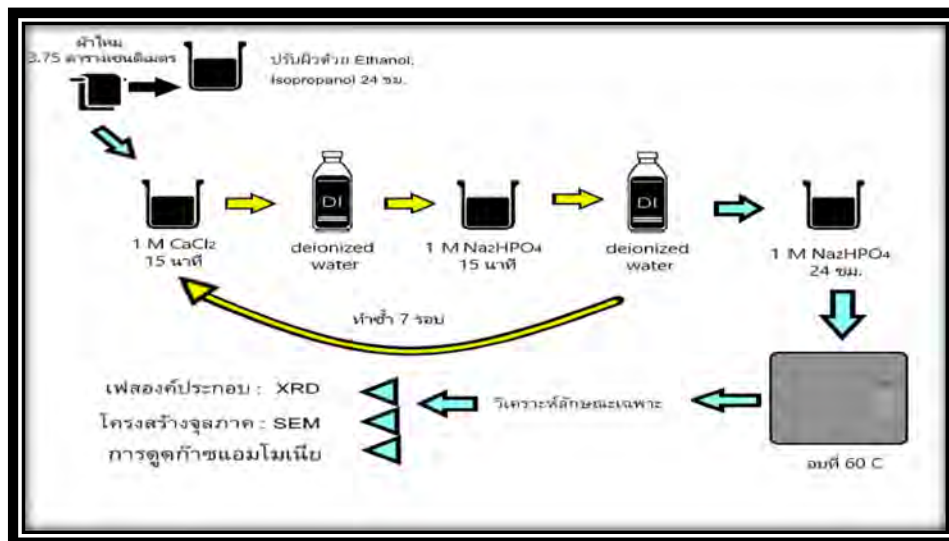 ผ้าไหม
3.75 ตารางเซนติเมตร
ปรับผิวด้วย Ethanol,
Isopropanol 24 ชม.
1 M CaCl2
15 นาที
DI
deionized
water
1 M Na2HPO4
15 นาที
DI
deionized
water
1 M Na2HPO4
24 ชม.
ทำซ้ำ 7 รอบ
เฟสองค์ประกอบ : XRD
โครงสร้างจุลภาค : SEM
การดูดก๊าซแอมโมเนีย
วิเคราะห์ลักษณะเฉพาะ
อบที่ 60 C